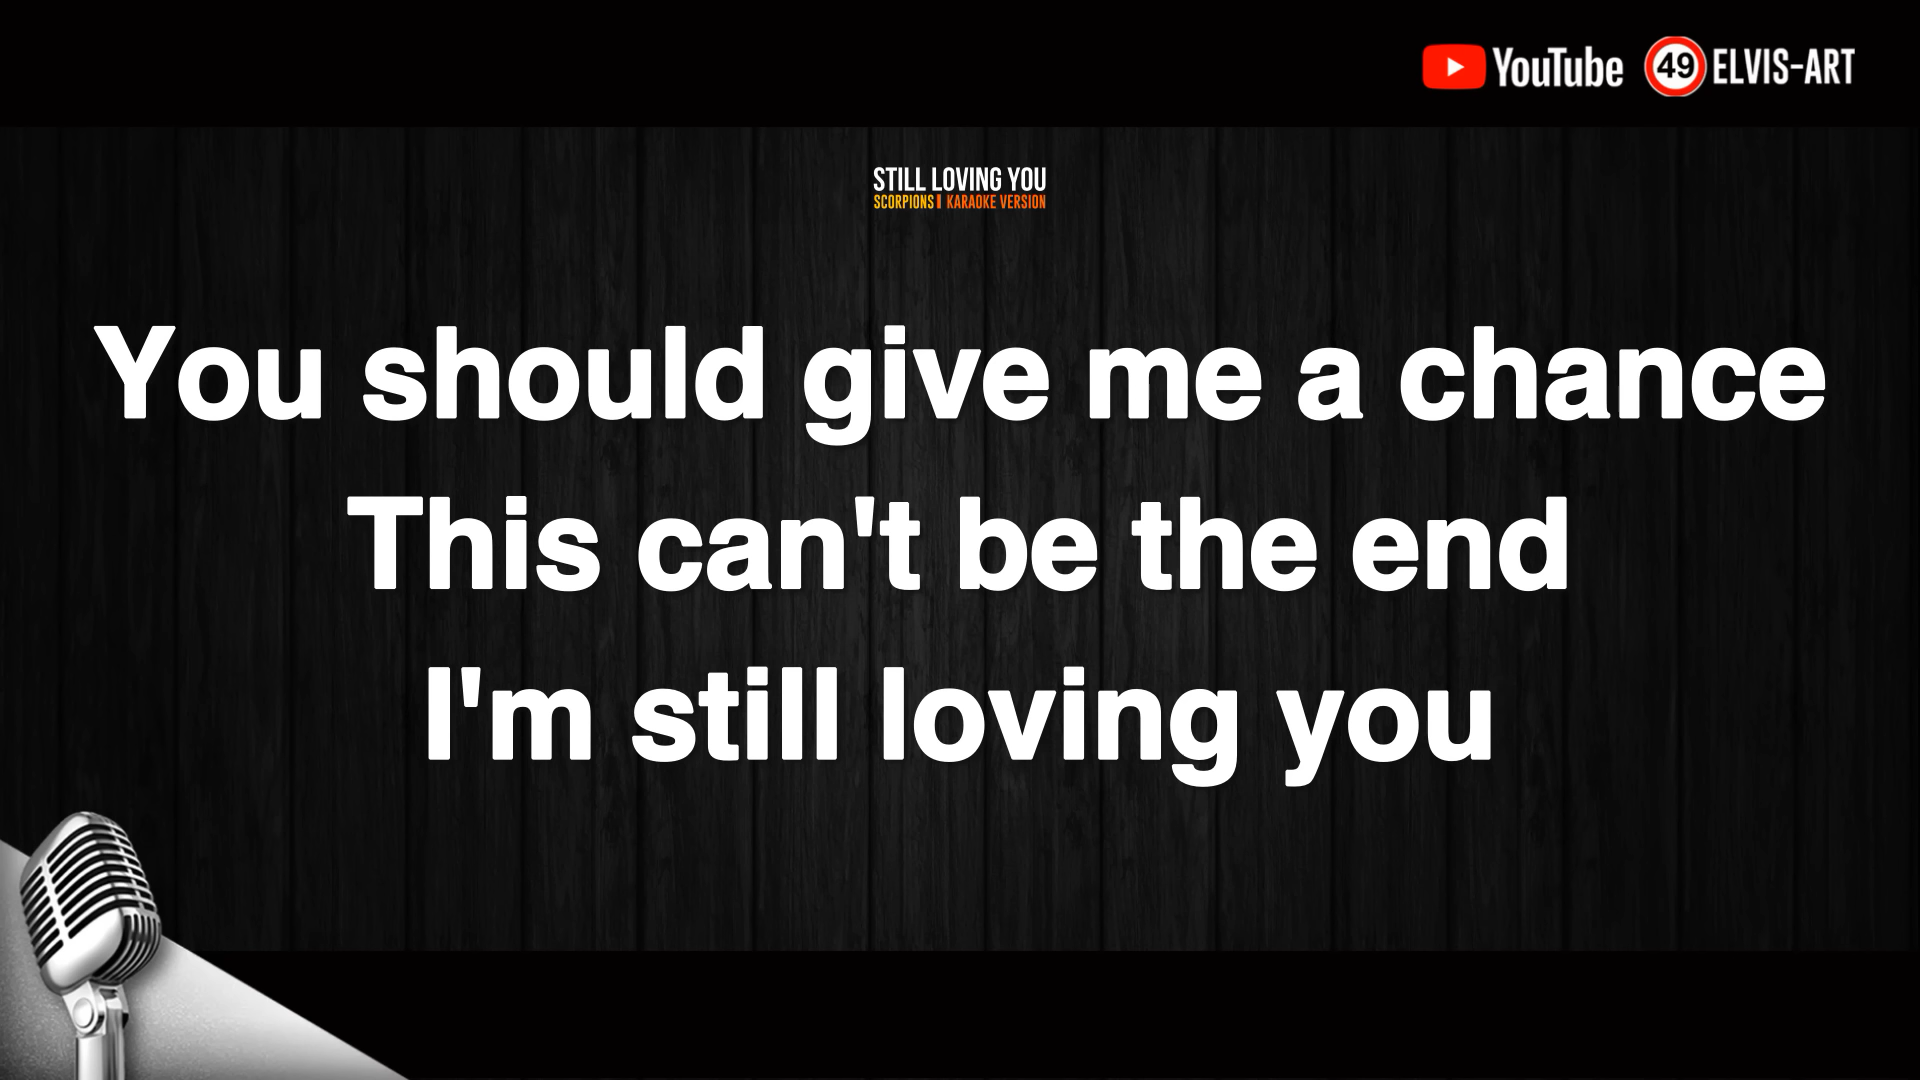 YouTube 49 ELVIS-ART
STILL LOVING YOU
SCORPIONS KARAOKE VERSION
You should give me a chance
This can't be the end
I'm still loving you